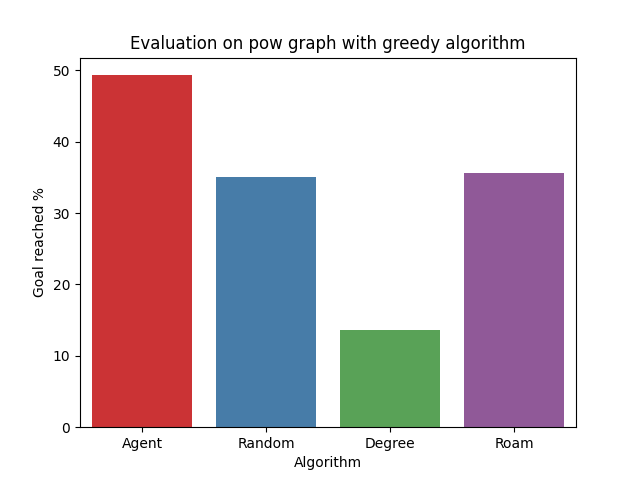 Evaluation on pow graph with greedy algorithm
50
40
30
20
10
0
Goal reached %
Agent Random Degree Roam
Algorithm